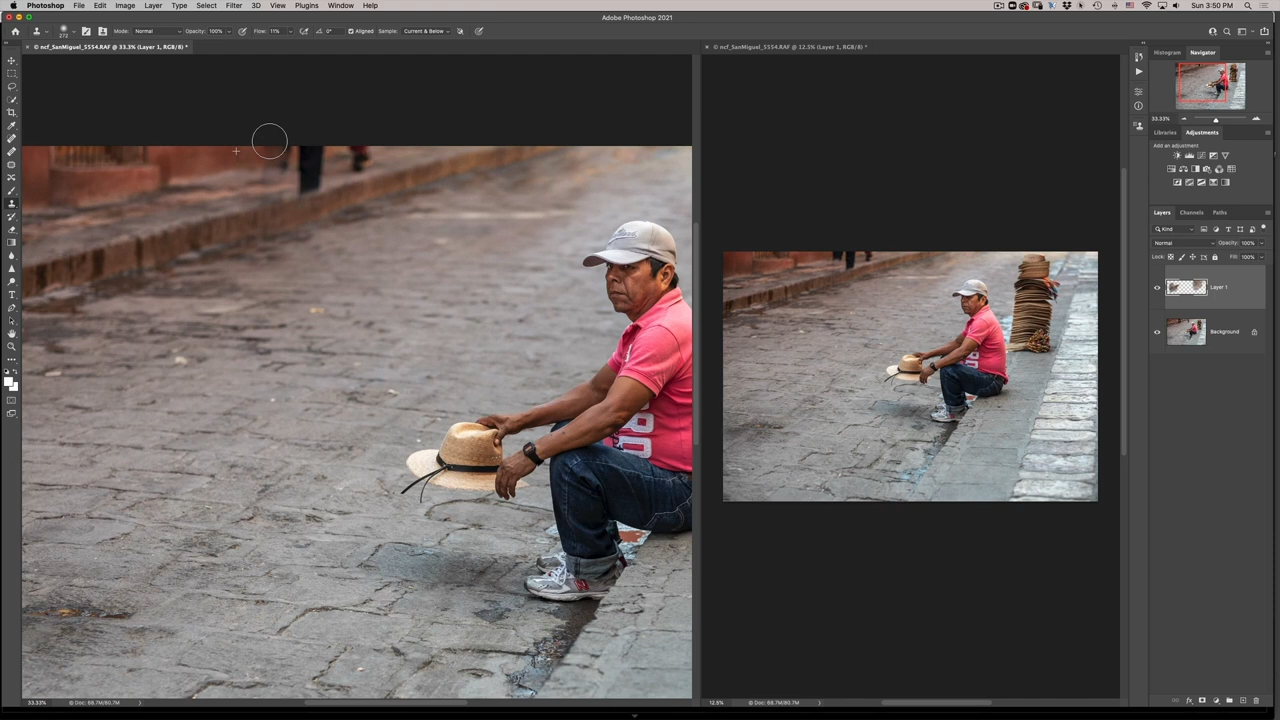 Photoshop File Edit Image Layer Type Select Filter 3D View Plugins Window Help
Sun 3:50 PM
Adobe Photoshop 2021
272
Mode: Normal Opacity: 100% Flow: 11% 0° Aligned Sample: Current & Below
× © ncf_SanMiguel_5554.RAF @ 33.3% (Layer 1, RGB/8) *
× © ncf_SanMiguel_5554.RAF @ 12.5% (Layer 1, RGB/8) *
Histogram Navigator
33.33%
Libraries Adjustments
Add an adjustment
Layers Channels Paths
Kind
Normal Opacity: 100%
Lock: Fill: 100%
Layer 1
Background
33.33% Doc: 68.7M/80.7M
12.5% Doc: 68.7M/80.7M